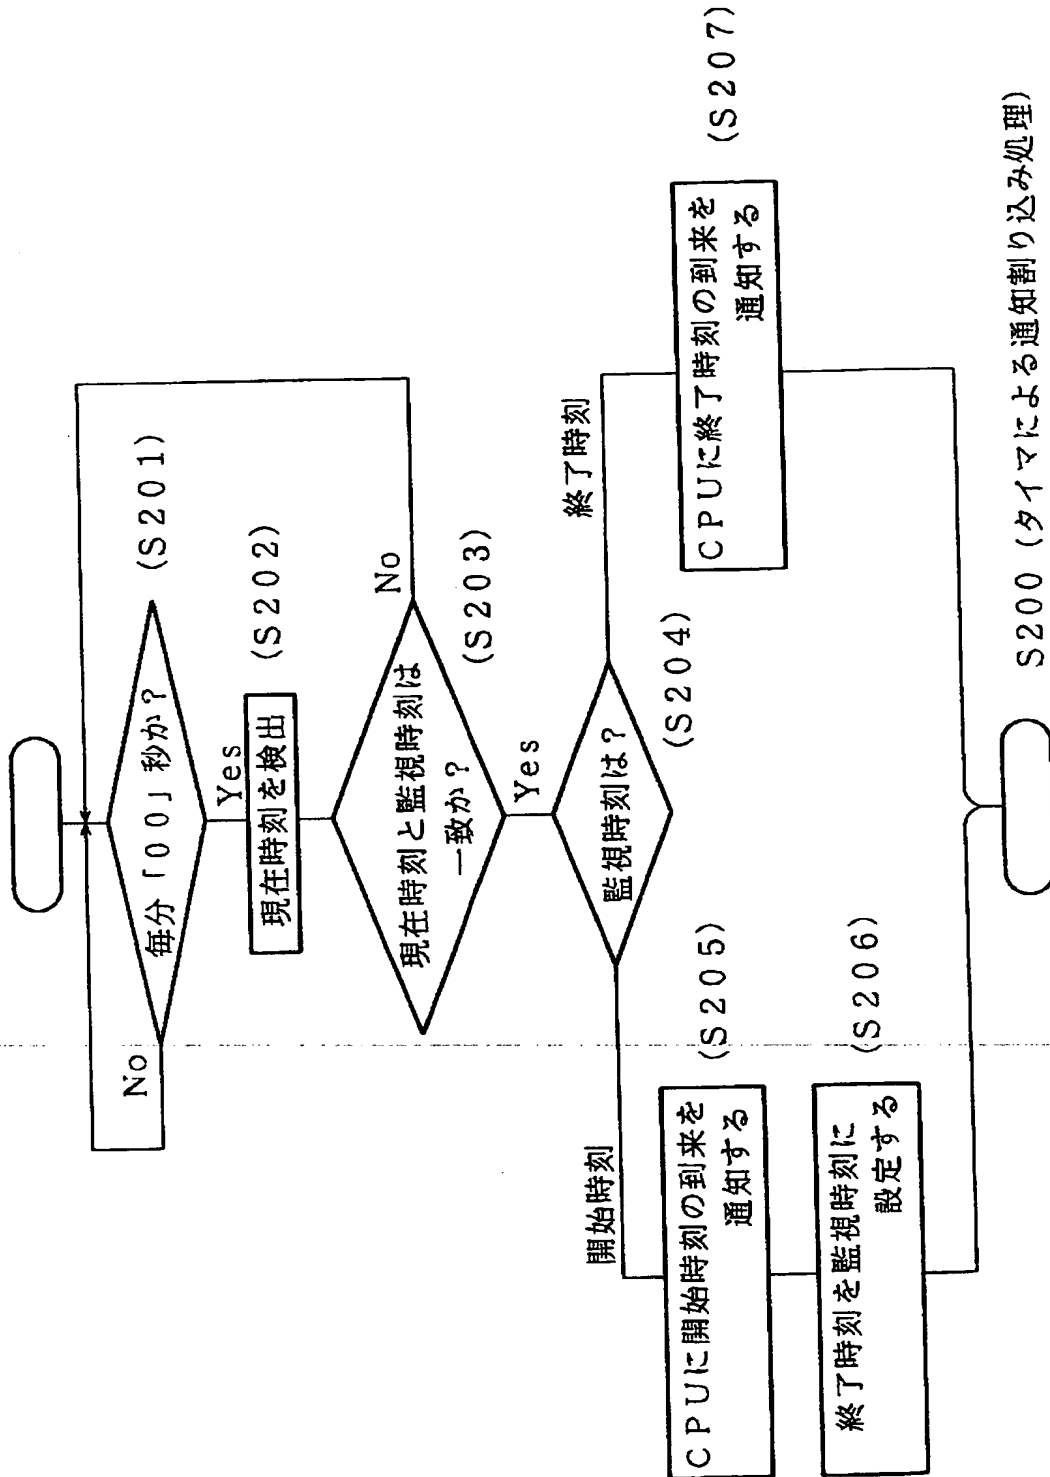 毎分「00」秒か？
(S201)
No
Yes
現在時刻を検出
(S202)
現在時刻と監視時刻は
一致か？
No
(S203)
Yes
監視時刻は？
(S204)
開始時刻
終了時刻
CPUに開始時刻の到来を
通知する
(S205)
終了時刻を監視時刻に
設定する
(S206)
CPUに終了時刻の到来を
通知する
(S207)
S200（タイマによる通知割り込み処理）